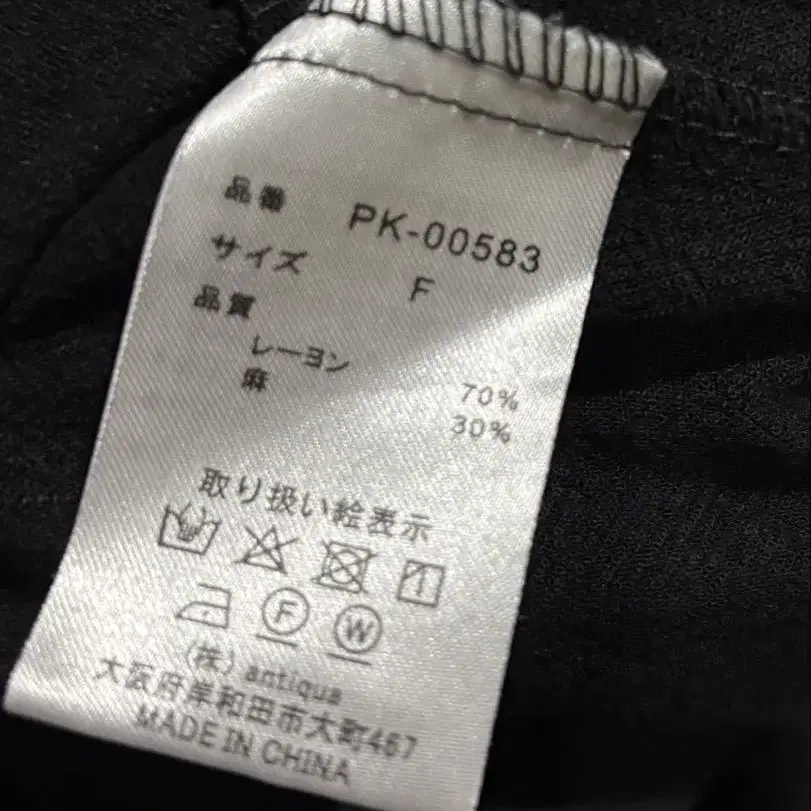 品番 PK-00583
サイズ F
品質
レーヨン 70%
麻 30%
取り扱い絵表示
F W
(株) antiqua
大阪府岸和田市大町467
MADE IN CHINA